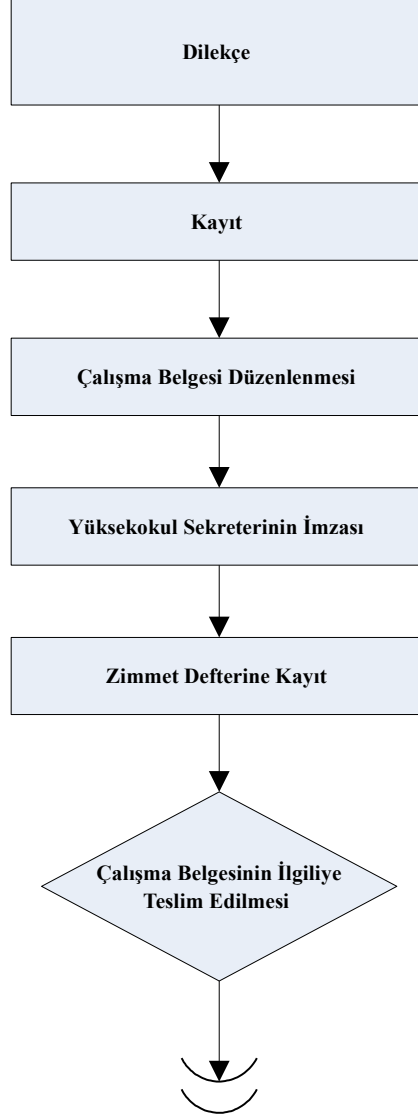 Dilekçe
Kayıt
Çalışma Belgesi Düzenlenmesi
Yüksekokul Sekreterinin İmzası
Zimmet Defterine Kayıt
Çalışma Belgesinin İlgiliye
Teslim Edilmesi